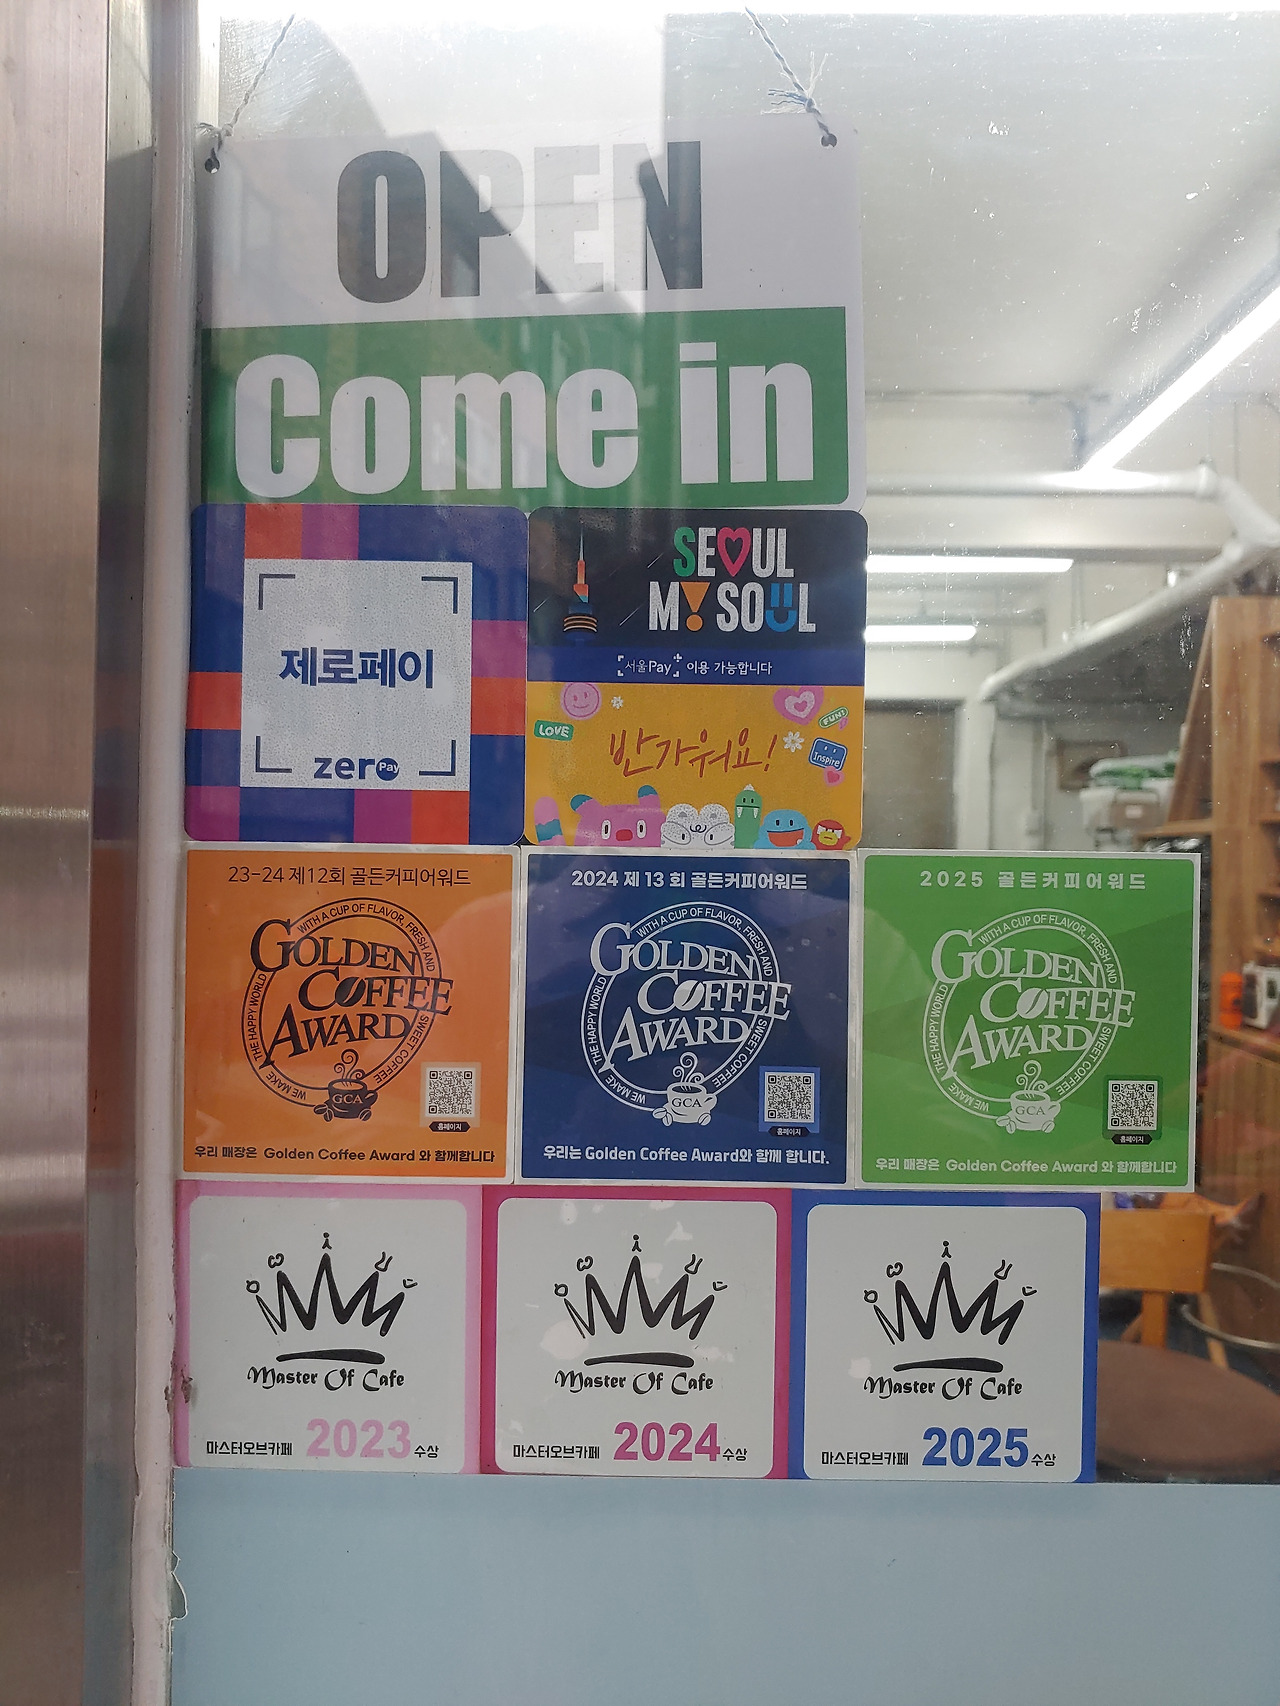 OPEN
Come in
제로페이
zero Pay
SEOUL
MY SOUL
서울Pay+ 이용 가능합니다
LOVE
FUN!
반가워요!
Inspire
23-24 제12회 골든커피어워드
WITH A CUP OF FLAVOR, FRESH AND SWEET COFFEE
WE MAKE THE HAPPY WORLD
GOLDEN
COFFEE
AWARD
GCA
홈페이지
우리 매장은 Golden Coffee Award 와 함께합니다
2024 제 13 회 골든커피어워드
WITH A CUP OF FLAVOR, FRESH AND SWEET COFFEE
WE MAKE THE HAPPY WORLD
GOLDEN
COFFEE
AWARD
GCA
홈페이지
우리는 Golden Coffee Award와 함께 합니다.
2025 골든커피어워드
WITH A CUP OF FLAVOR, FRESH AND SWEET COFFEE
WE MAKE THE HAPPY WORLD
GOLDEN
COFFEE
AWARD
GCA
홈페이지
우리 매장은 Golden Coffee Award 와 함께합니다
Master Of Cafe
마스터오브카페 2023 수상
Master Of Cafe
마스터오브카페 2024 수상
Master Of Cafe
마스터오브카페 2025 수상